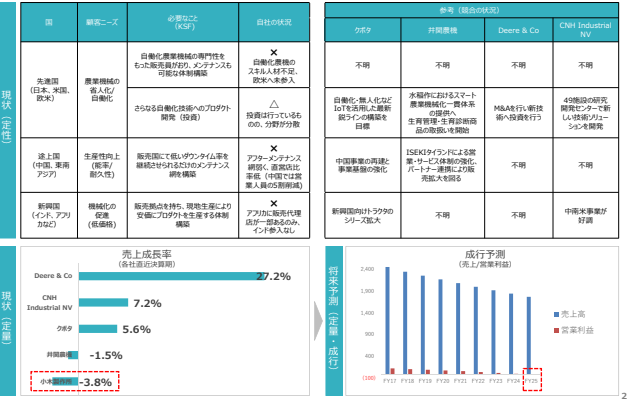 国
顧客ニーズ
必要なこと
(KSF)
自社の状況
参考（競合の状況）
クボタ
井関農機
Deere & Co
CNH Industrial
NV
現状（定性）
先進国
(日本、米国、
欧米)
農業機械の
省人化/
自動化
自動化農業機械の専門性を
もった販売員がおり、メンテナンスも
可能な体制構築
×
自動化農機の
スキル人材不足、
欧米へ未参入
不明
不明
不明
不明
さらなる自動化技術へのプロダクト
開発（投資）
△
投資は行っているも
のの、分野が分散
自動化・無人化など
IoTを活用した最新
鋭ラインの構築を
目標
水稲作におけるスマート
農業機械化一貫体系
の提供へ
生育管理・生育診断商
品の取扱いを開始
M&Aを行い新技
術へ投資を行う
49施設の研究
開発センターで新
しい技術ソリュー
ションを開発
途上国
(中国、東南
アジア)
生産性向上
(能率/
耐久性)
販売国にて低いダウンタイム率を
継続させられるだけのメンテナンス
網を構築
×
アフターメンテナンス
網弱く、直営店比
率低（中国では営
業人員の5割削減）
中国事業の再建と
事業基盤の強化
ISEKIタイランドによる営
業・サービス体制の強化、
パートナー連携により販
売拡大を図る
不明
不明
新興国
(インド、アフリ
カなど)
機械化の
促進
(低価格)
販売拠点を持ち、現地生産により
安価にプロダクトを生産する体制
構築
×
アフリカに販売代理
店が一部あるのみ、
インド参入なし
新興国向けトラクタの
シリーズ拡大
不明
不明
中南米事業が
好調
現状（定量）
売上成長率
(各社直近決算期)
Deere & Co
27.2%
CNH
Industrial NV
7.2%
クボタ
5.6%
井関農機
-1.5%
-3.8%
将来予測（定量・成行）
成行予測
(売上/営業利益)
2,400
1,900
1,400
900
400
(100)
FY17 FY18 FY19 FY20 FY21 FY22 FY23 FY24 FY25
売上高
営業利益
2